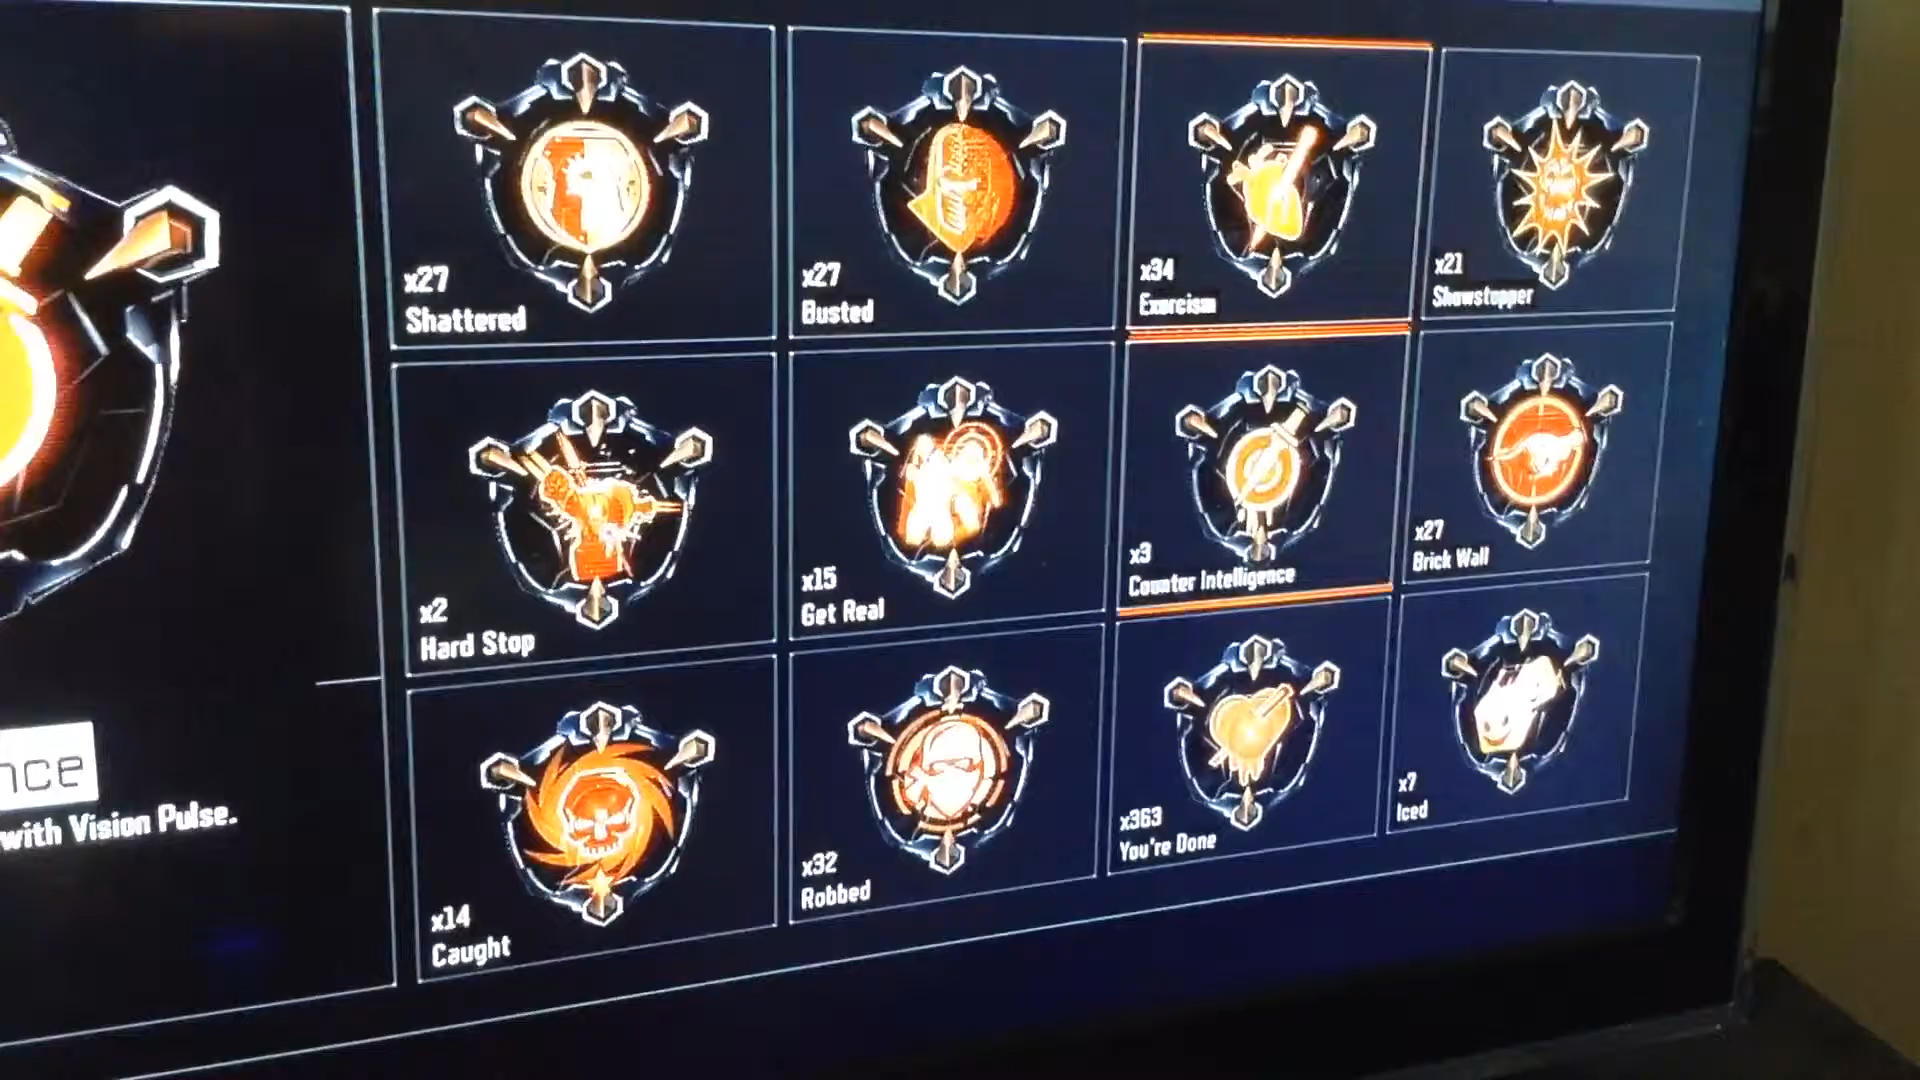 x27
Shattered
x27
Busted
x34
Exorcism
x21
Showstopper
x2
Hard Stop
x15
Get Real
x3
Counter Intelligence
x27
Brick Wall
x14
Caught
x32
Robbed
x363
You're Done
x7
Iced
nce
with Vision Pulse.